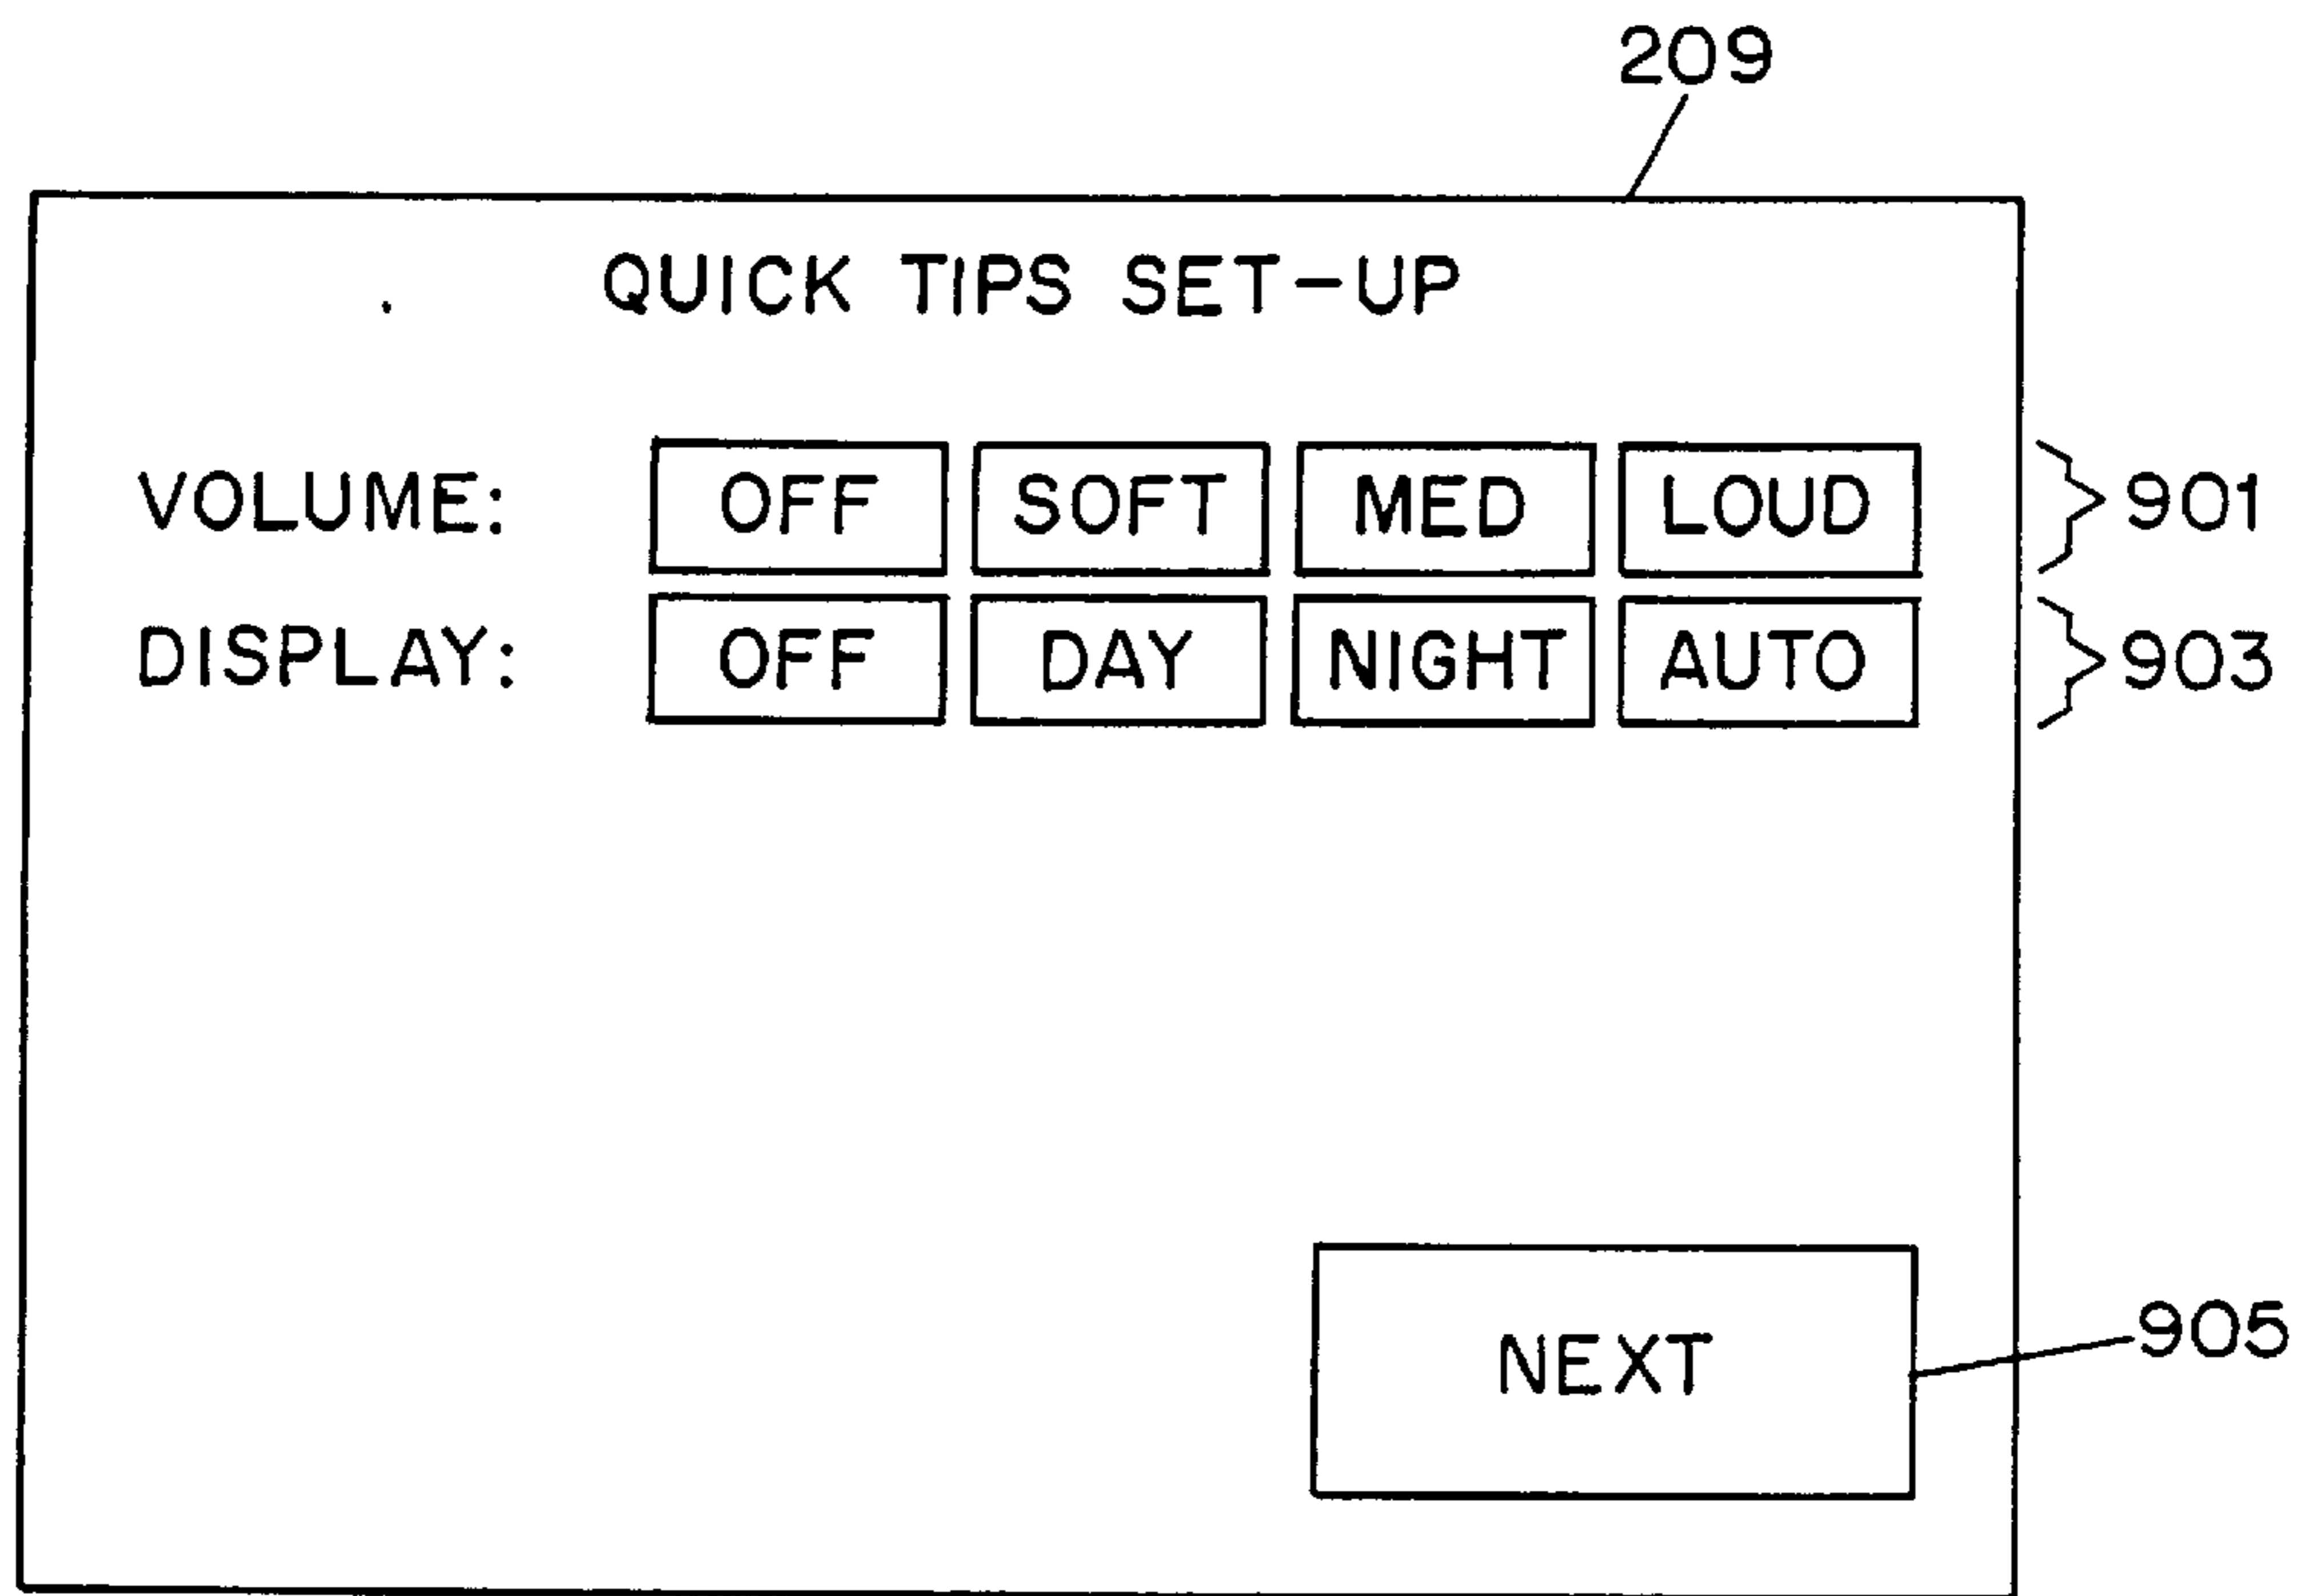 209
QUICK TIPS SET-UP
VOLUME: OFF SOFT MED LOUD 901
DISPLAY: OFF DAY NIGHT AUTO 903
NEXT 905